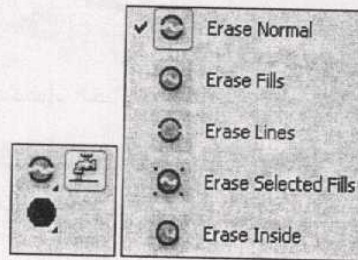 Erase Normal
Erase Fills
Erase Lines
Erase Selected Fills
Erase Inside